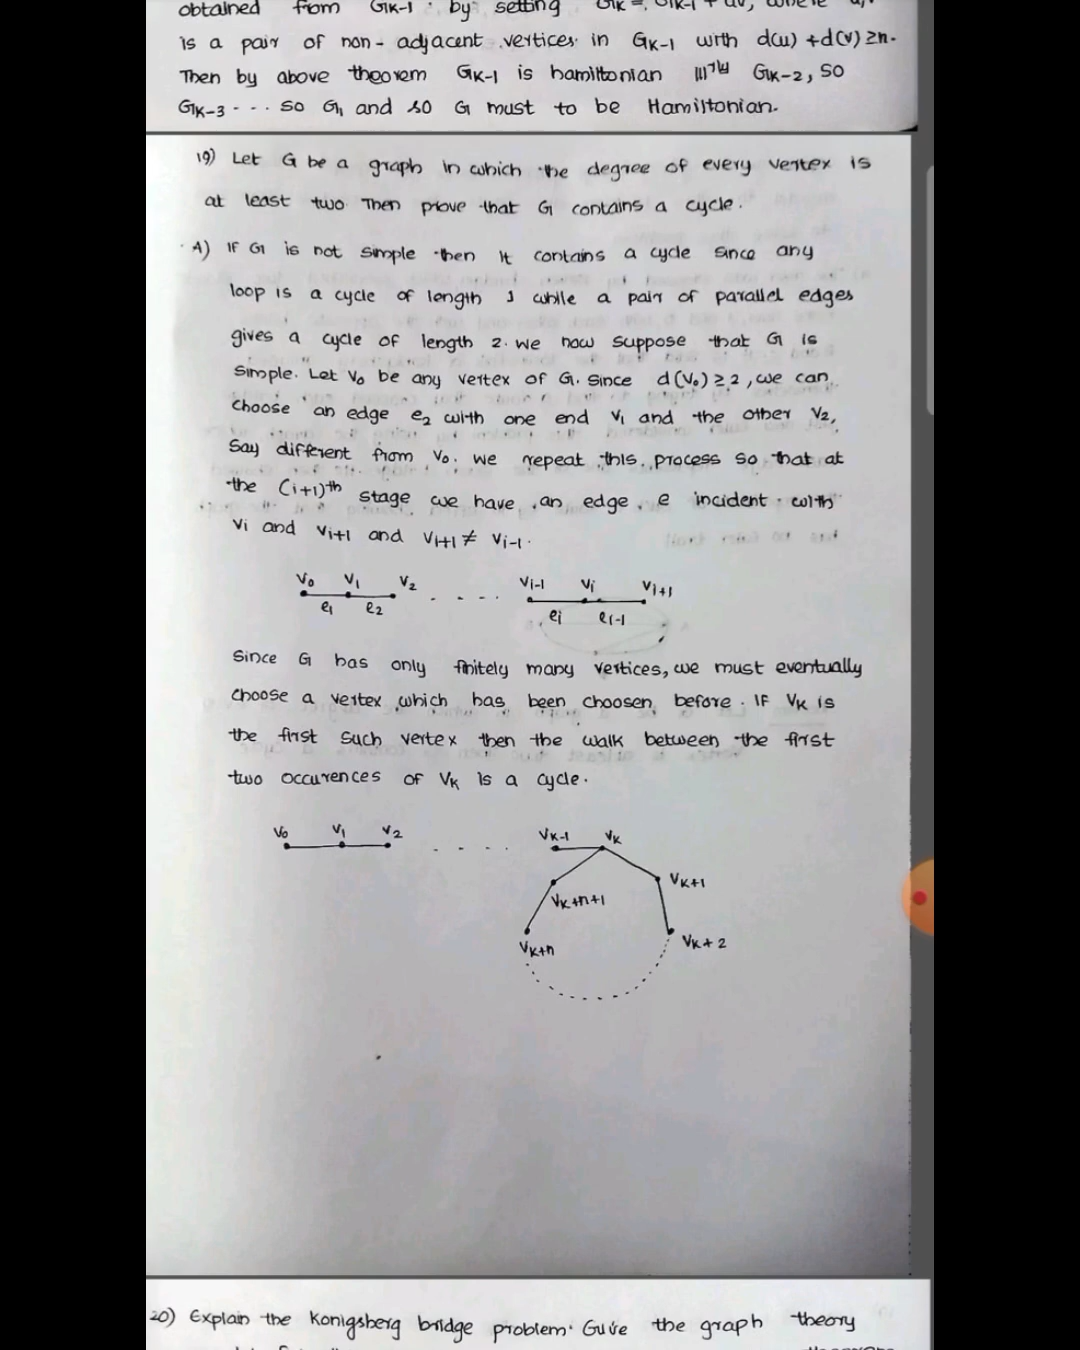 obtained from GK-1 by setting
is a pair of non-adjacent vertices in GK-1 with d(u)+d(v)≥n.
Then by above theorem GK-1 is hamiltonian GK-2, so
GK-3 - - .. so G1 and so G must to be Hamiltonian.
19) Let G be a graph in which the degree of every vertex is
at least two Then prove that G contains a cycle.
A) If G is not simple then it contains a cycle since any
loop is a cycle of length 1 while a pair of parallel edges
gives a cycle of length 2. we now suppose that G is
simple. Let V0 be any vertex of G. since d(V0)≥2, we can
choose an edge e2 with one end V1 and the other V2,
say different from V0. we repeat this process so that at
the (i+1)th stage we have an edge e incident with
Vi and Vi+1 and Vi+1 ≠ Vi-1.
V0 V1 V2 . - - -. Vi-1 Vi Vi+1
e1 e2 ei ei-1
Since G has only finitely many vertices, we must eventually
choose a vertex which has been choosen before. If VK is
the first such vertex then the walk between the first
two occurences of VK is a cycle.
V0 V1 V2 - - - - . VK-1 VK
VK+1
VK+n+1
VK+n VK+2
20) Explain the Konigsberg bridge problem. Guive the graph theory